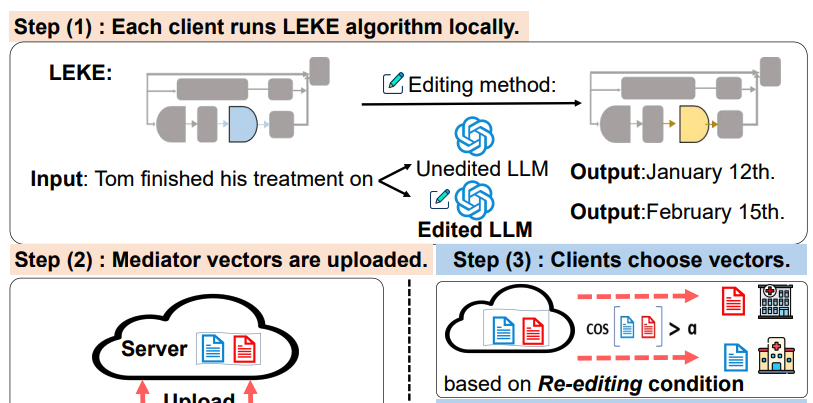 Step (1) : Each client runs LEKE algorithm locally.
LEKE:
Editing method:
Unedited LLM
Input: Tom finished his treatment on
Output:January 12th.
Output:February 15th.
Edited LLM
Step (2) : Mediator vectors are uploaded.
Step (3) : Clients choose vectors.
Server
cos > α
based on Re-editing condition
Upload